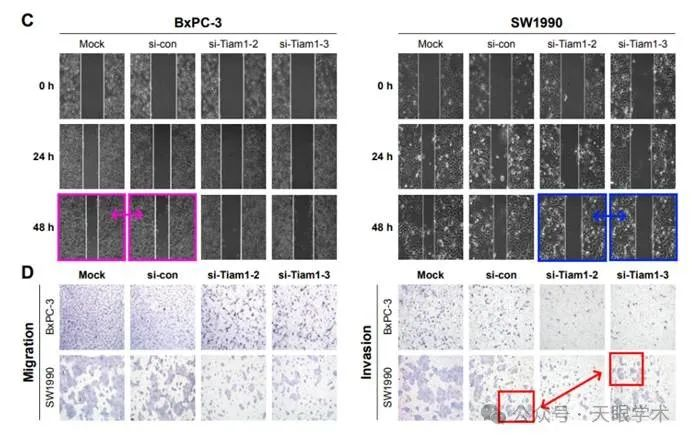 C
BxPC-3
SW1990
Mock si-con si-Tiam1-2 si-Tiam1-3
Mock si-con si-Tiam1-2 si-Tiam1-3
0 h
0 h
24 h
24 h
48 h
48 h
D
Mock si-con si-Tiam1-2 si-Tiam1-3
Mock si-con si-Tiam1-2 si-Tiam1-3
Migration
BxPC-3
SW1990
Invasion
BxPC-3
SW1990
公众号 · 天眼学术